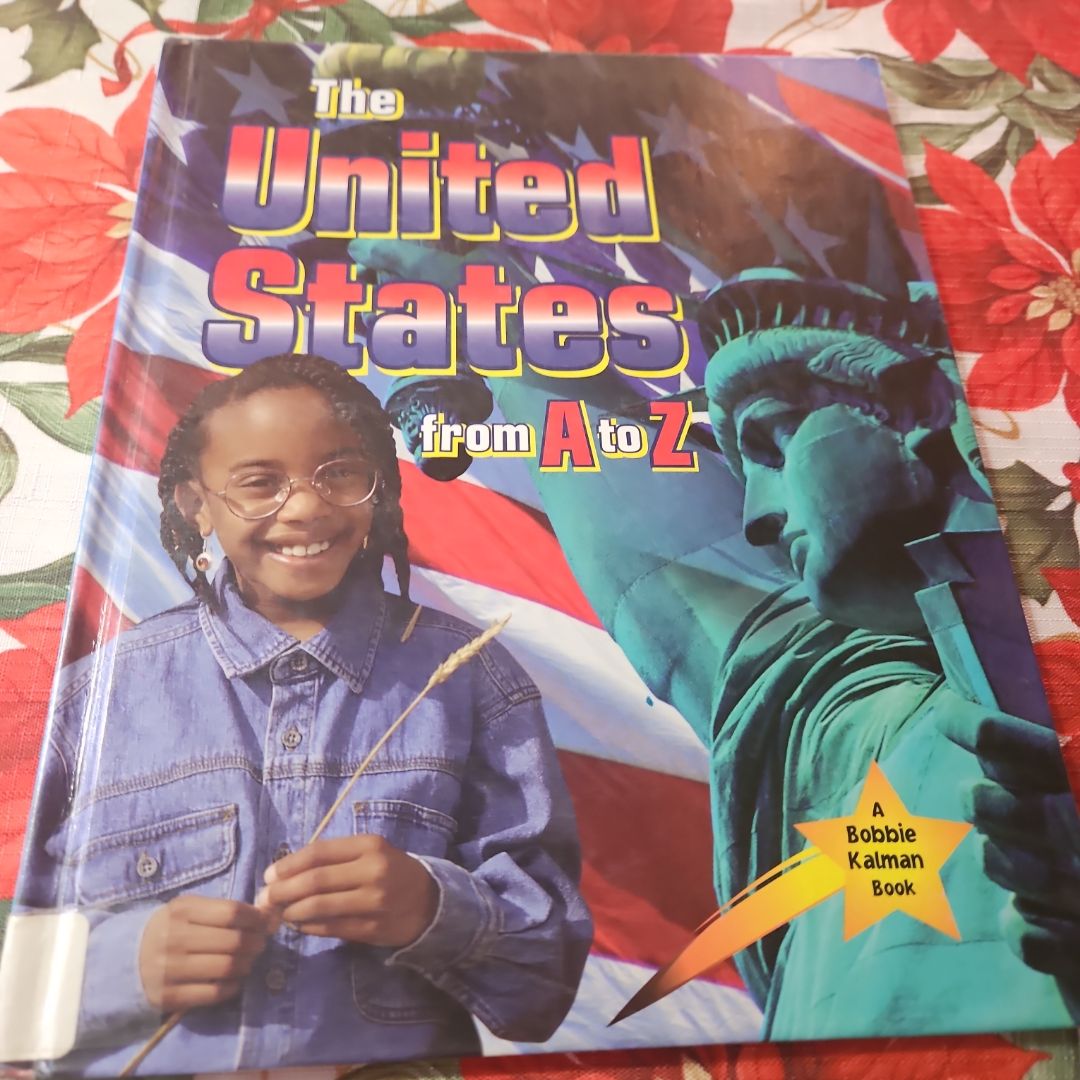 The
United
States
from A to Z
A
Bobbie
Kalman
Book